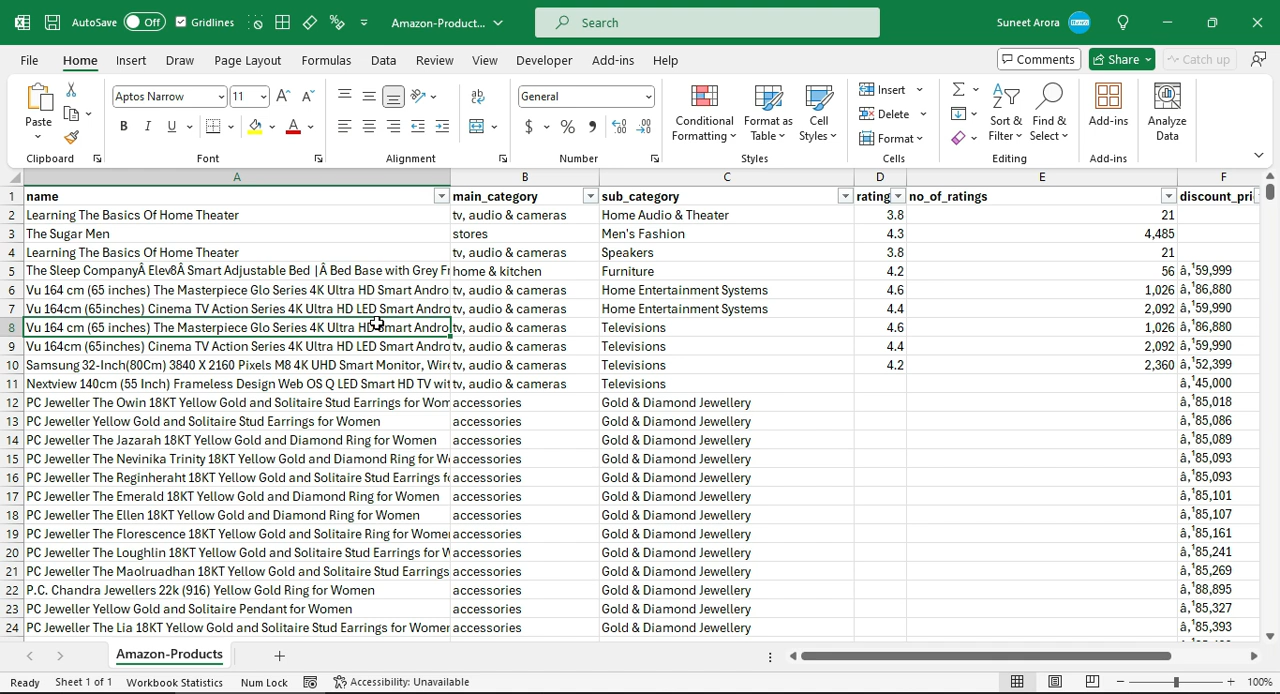 AutoSave Off Gridlines Amazon-Product... Search Suneet Arora
File Home Insert Draw Page Layout Formulas Data Review View Developer Add-ins Help Comments Share Catch up
Paste Aptos Narrow 11 General Conditional Formatting Format as Table Cell Styles Insert Delete Format Sort & Filter Find & Select Add-ins Analyze Data
Clipboard Font Alignment Number Styles Cells Editing Add-ins
A B C D E F
1 name main_category sub_category rating no_of_ratings discount_pri
2 Learning The Basics Of Home Theater tv, audio & cameras Home Audio & Theater 3.8 21
3 The Sugar Men stores Men's Fashion 4.3 4,485
4 Learning The Basics Of Home Theater tv, audio & cameras Speakers 3.8 21
5 The Sleep CompanyÂ Elev8Â Smart Adjustable Bed |Â Bed Base with Grey Fr home & kitchen Furniture 4.2 56 â‚¹59,999
6 Vu 164 cm (65 inches) The Masterpiece Glo Series 4K Ultra HD Smart Andro tv, audio & cameras Home Entertainment Systems 4.6 1,026 â‚¹86,880
7 Vu 164cm (65inches) Cinema TV Action Series 4K Ultra HD LED Smart Andro tv, audio & cameras Home Entertainment Systems 4.4 2,092 â‚¹59,990
8 Vu 164 cm (65 inches) The Masterpiece Glo Series 4K Ultra HD Smart Andro tv, audio & cameras Televisions 4.6 1,026 â‚¹86,880
9 Vu 164cm (65inches) Cinema TV Action Series 4K Ultra HD LED Smart Andro tv, audio & cameras Televisions 4.4 2,092 â‚¹59,990
10 Samsung 32-Inch(80Cm) 3840 X 2160 Pixels M8 4K UHD Smart Monitor, Wire tv, audio & cameras Televisions 4.2 2,360 â‚¹52,399
11 Nextview 140cm (55 Inch) Frameless Design Web OS Q LED Smart HD TV wit tv, audio & cameras Televisions â‚¹45,000
12 PC Jeweller The Owin 18KT Yellow Gold and Solitaire Stud Earrings for Wom accessories Gold & Diamond Jewellery â‚¹85,018
13 PC Jeweller Yellow Gold and Solitaire Stud Earrings for Women accessories Gold & Diamond Jewellery â‚¹85,086
14 PC Jeweller The Jazarah 18KT Yellow Gold and Diamond Ring for Women accessories Gold & Diamond Jewellery â‚¹85,089
15 PC Jeweller The Nevinika Trinity 18KT Yellow Gold and Diamond Ring for W accessories Gold & Diamond Jewellery â‚¹85,093
16 PC Jeweller The Reginheraht 18KT Yellow Gold and Solitaire Stud Earrings fo accessories Gold & Diamond Jewellery â‚¹85,093
17 PC Jeweller The Emerald 18KT Yellow Gold and Diamond Ring for Women accessories Gold & Diamond Jewellery â‚¹85,101
18 PC Jeweller The Ellen 18KT Yellow Gold and Diamond Ring for Women accessories Gold & Diamond Jewellery â‚¹85,107
19 PC Jeweller The Florescence 18KT Yellow Gold and Solitaire Ring for Women accessories Gold & Diamond Jewellery â‚¹85,161
20 PC Jeweller The Loughlin 18KT Yellow Gold and Solitaire Stud Earrings for W accessories Gold & Diamond Jewellery â‚¹85,241
21 PC Jeweller The Maolruadhan 18KT Yellow Gold and Solitaire Stud Earrings accessories Gold & Diamond Jewellery â‚¹85,269
22 P.C. Chandra Jewellers 22k (916) Yellow Gold Ring for Women accessories Gold & Diamond Jewellery â‚¹88,895
23 PC Jeweller Yellow Gold and Solitaire Pendant for Women accessories Gold & Diamond Jewellery â‚¹85,327
24 PC Jeweller The Lia 18KT Yellow Gold and Solitaire Stud Earrings for Women accessories Gold & Diamond Jewellery â‚¹85,393
Amazon-Products
Ready Sheet 1 of 1 Workbook Statistics Num Lock Accessibility: Unavailable 100%